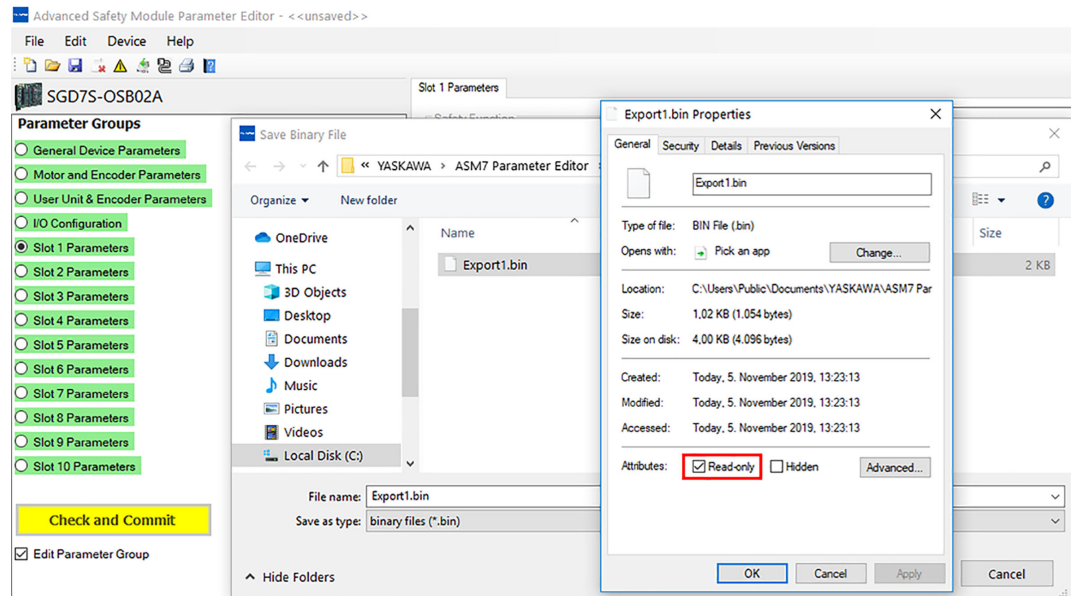 Advanced Safety Module Parameter Editor - <<unsaved>>
File Edit Device Help
SGD7S-OSB02A
Parameter Groups
General Device Parameters
Motor and Encoder Parameters
User Unit & Encoder Parameters
I/O Configuration
Slot 1 Parameters
Slot 2 Parameters
Slot 3 Parameters
Slot 4 Parameters
Slot 5 Parameters
Slot 6 Parameters
Slot 7 Parameters
Slot 8 Parameters
Slot 9 Parameters
Slot 10 Parameters
Check and Commit
Edit Parameter Group
Slot 1 Parameters
Safety Function
Save Binary File
« YASKAWA › ASM7 Parameter Editor
Organize New folder
OneDrive
This PC
3D Objects
Desktop
Documents
Downloads
Music
Pictures
Videos
Local Disk (C:)
Name Size
Export1.bin 2 KB
File name: Export1.bin
Save as type: binary files (*.bin)
Hide Folders
Cancel
Export1.bin Properties
General Security Details Previous Versions
Export1.bin
Type of file: BIN File (.bin)
Opens with: Pick an app Change...
Location: C:\Users\Public\Documents\YASKAWA\ASM7 Par
Size: 1,02 KB (1.054 bytes)
Size on disk: 4,00 KB (4.096 bytes)
Created: Today, 5. November 2019, 13:23:13
Modified: Today, 5. November 2019, 13:23:13
Accessed: Today, 5. November 2019, 13:23:13
Attributes: Read-only Hidden Advanced...
OK Cancel Apply